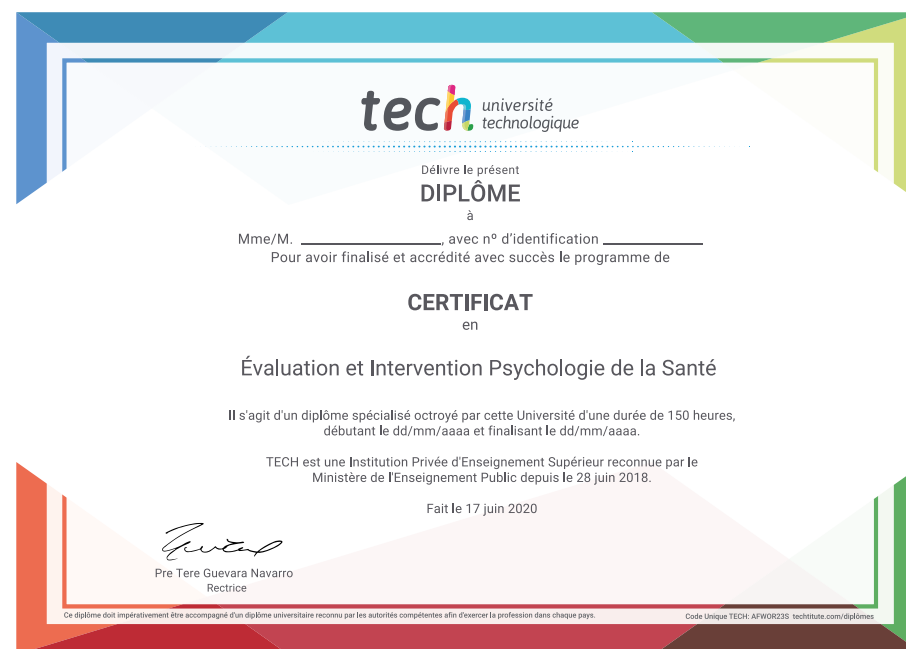 tech université
technologique
Délivre le présent
DIPLÔME
à
Mme/M. ____________________, avec nº d'identification ______________
Pour avoir finalisé et accrédité avec succès le programme de
CERTIFICAT
en
Évaluation et Intervention Psychologie de la Santé
Il s'agit d'un diplôme spécialisé octroyé par cette Université d'une durée de 150 heures,
débutant le dd/mm/aaaa et finalisant le dd/mm/aaaa.
TECH est une Institution Privée d'Enseignement Supérieur reconnue par le
Ministère de l'Enseignement Public depuis le 28 juin 2018.
Fait le 17 juin 2020
Pre Tere Guevara Navarro
Rectrice
Ce diplôme doit impérativement être accompagné d'un diplôme universitaire reconnu par les autorités compétentes afin d'exercer la profession dans chaque pays.
Code Unique TECH: AFWOR23S techtitute.com/diplômes